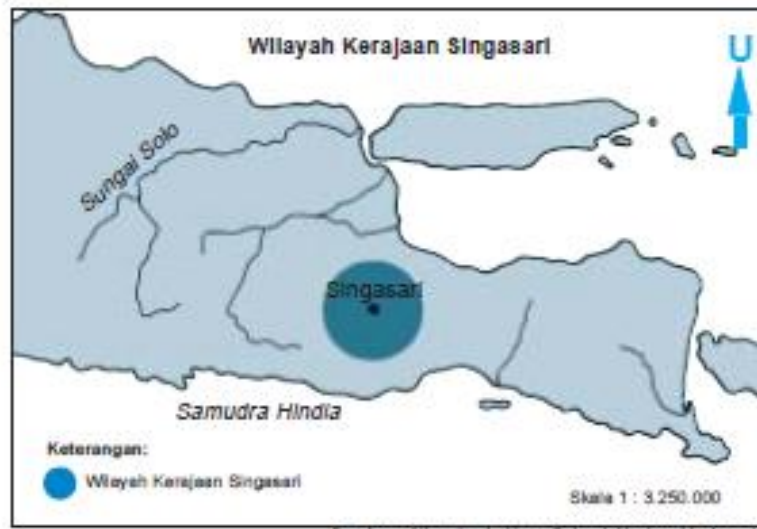 Wilayah Kerajaan Singasari
U
Sungai Solo
Singasari
Samudra Hindia
Keterangan:
Wilayah Kerajaan Singasari
Skala 1 : 3.250.000